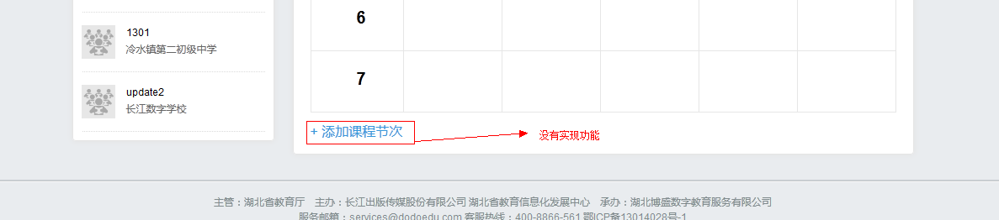 1301
冷水镇第二初级中学
update2
长江数字学校
6
7
+ 添加课程节次
没有实现功能
主管：湖北省教育厅 主办：长江出版传媒股份有限公司 湖北省教育信息化发展中心 承办：湖北博盛数字教育服务有限公司
服务邮箱：services@dodoedu.com 客服热线：400-8866-561 鄂ICP备13014028号-1